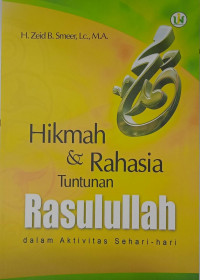 H. Zeid B. Smeer, Lc., M.A.
Hikmah
& Rahasia
Tuntunan
Rasulullah
dalam Aktivitas Sehari-hari